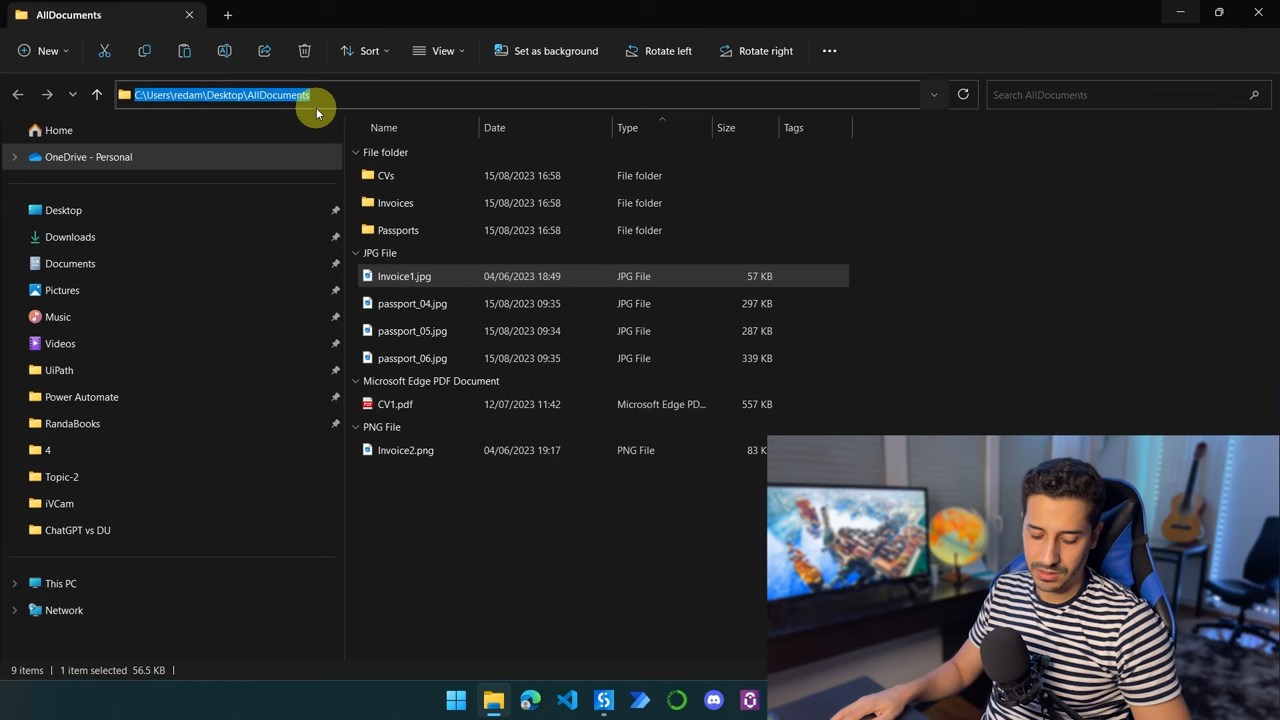 AllDocuments
New
Sort
View
Set as background
Rotate left
Rotate right
C:\Users\redam\Desktop\AllDocuments
Search AllDocuments
Home
OneDrive - Personal
Desktop
Downloads
Documents
Pictures
Music
Videos
UiPath
Power Automate
RandaBooks
4
Topic-2
iVCam
ChatGPT vs DU
This PC
Network
Name Date Type Size Tags
File folder
CVs 15/08/2023 16:58 File folder
Invoices 15/08/2023 16:58 File folder
Passports 15/08/2023 16:58 File folder
JPG File
Invoice1.jpg 04/06/2023 18:49 JPG File 57 KB
passport_04.jpg 15/08/2023 09:35 JPG File 297 KB
passport_05.jpg 15/08/2023 09:34 JPG File 287 KB
passport_06.jpg 15/08/2023 09:35 JPG File 339 KB
Microsoft Edge PDF Document
CV1.pdf 12/07/2023 11:42 Microsoft Edge PD... 557 KB
PNG File
Invoice2.png 04/06/2023 19:17 PNG File 83 K
9 items 1 item selected 56.5 KB